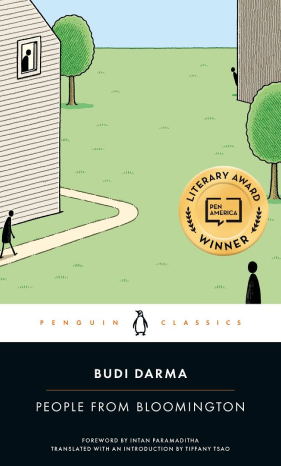 LITERARY AWARD
PEN
AMERICA
WINNER
PENGUIN CLASSICS
BUDI DARMA
PEOPLE FROM BLOOMINGTON
FOREWORD BY INTAN PARAMADITHA
TRANSLATED WITH AN INTRODUCTION BY TIFFANY TSAO